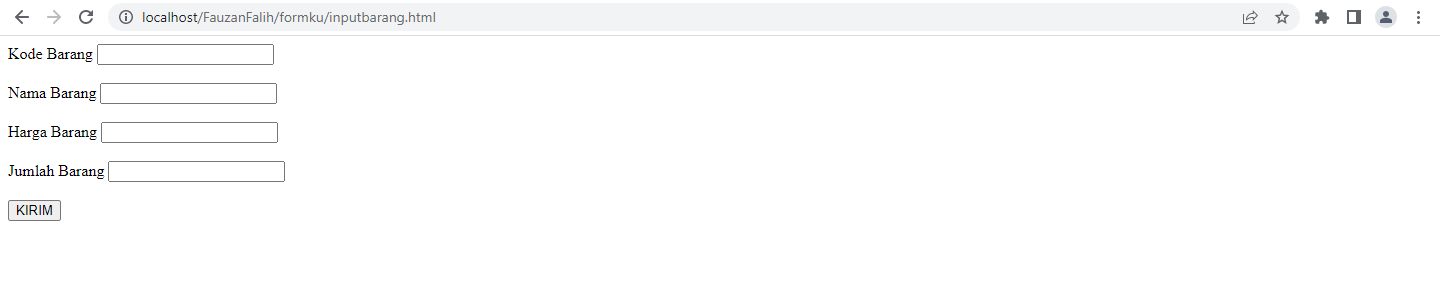 localhost/FauzanFalih/formku/inputbarang.html
Kode Barang
Nama Barang
Harga Barang
Jumlah Barang
KIRIM